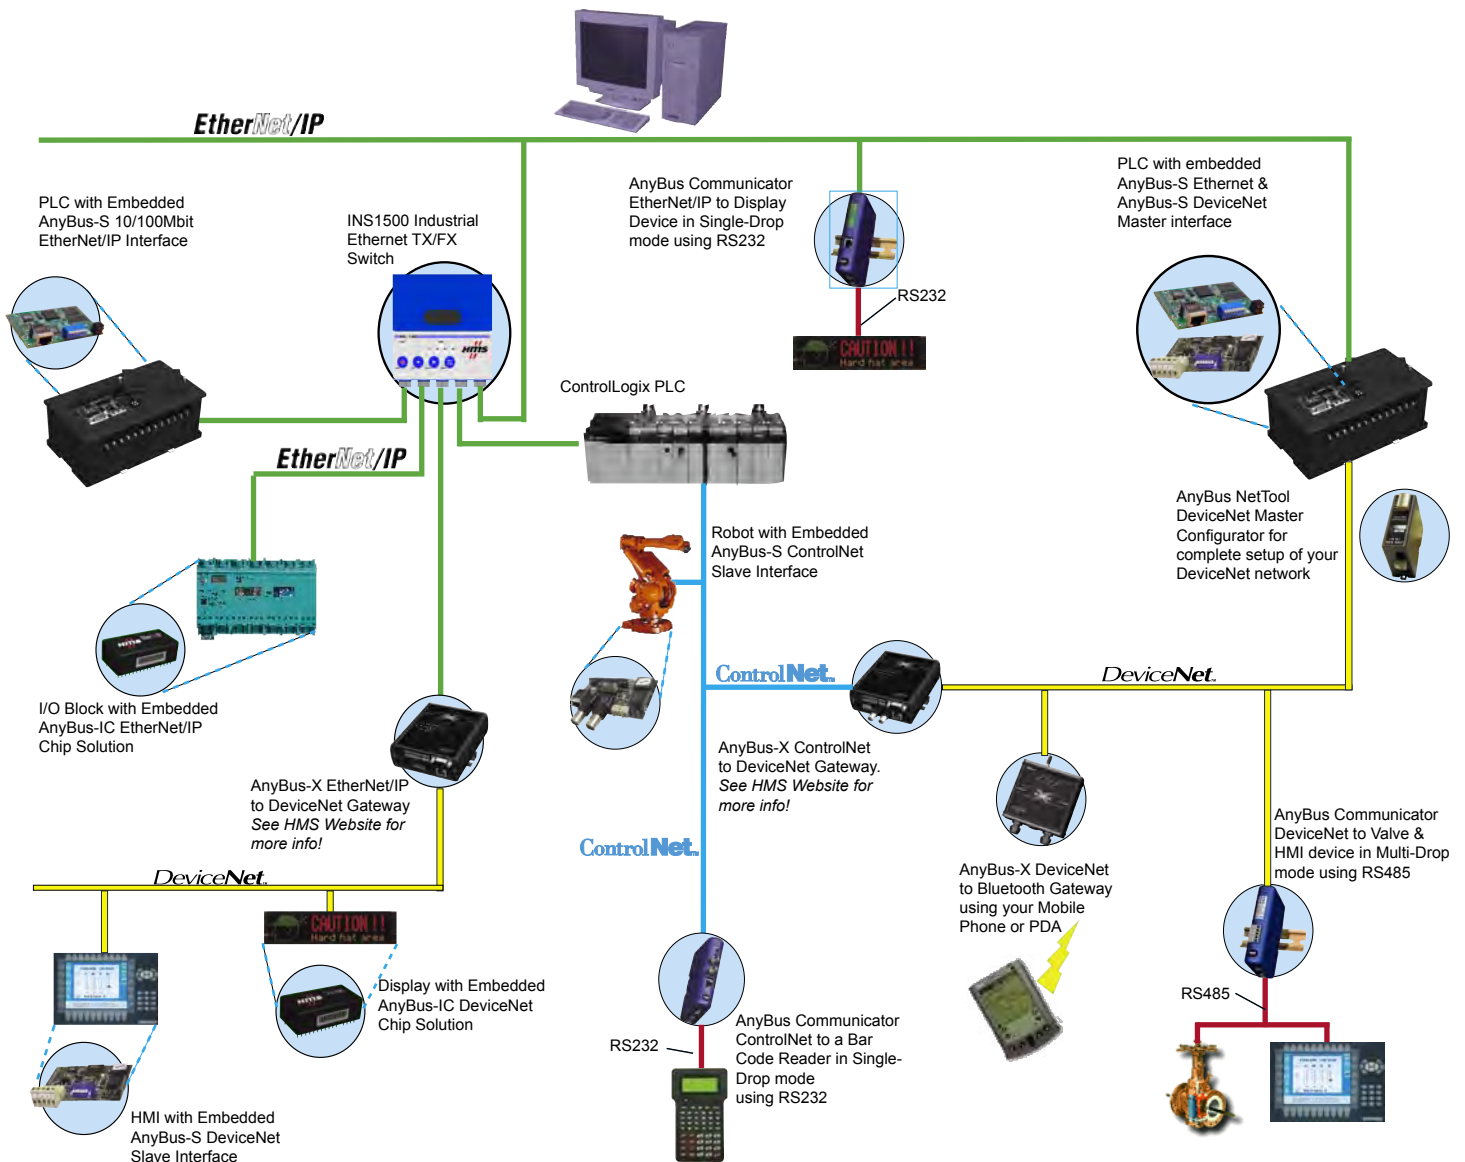 EtherNet/IP
PLC with Embedded
AnyBus-S 10/100Mbit
EtherNet/IP Interface
INS1500 Industrial
Ethernet TX/FX
Switch
HMS
AnyBus Communicator
EtherNet/IP to Display
Device in Single-Drop
mode using RS232
RS232
CAUTION !!
Hard hat area
PLC with embedded
AnyBus-S Ethernet &
AnyBus-S DeviceNet
Master interface
ControlLogix PLC
EtherNet/IP
AnyBus NetTool
DeviceNet Master
Configurator for
complete setup of your
DeviceNet network
Robot with Embedded
AnyBus-S ControlNet
Slave Interface
HMS
I/O Block with Embedded
AnyBus-IC EtherNet/IP
Chip Solution
ControlNet™
DeviceNet™
AnyBus-X ControlNet
to DeviceNet Gateway.
See HMS Website for
more info!
AnyBus-X EtherNet/IP
to DeviceNet Gateway
See HMS Website for
more info!
ControlNet™
DeviceNet™
AnyBus Communicator
DeviceNet to Valve &
HMI device in Multi-Drop
mode using RS485
AnyBus-X DeviceNet
to Bluetooth Gateway
using your Mobile
Phone or PDA
CAUTION !!
Hard hat area
HMS
Display with Embedded
AnyBus-IC DeviceNet
Chip Solution
RS485
RS232
AnyBus Communicator
ControlNet to a Bar
Code Reader in Single-
Drop mode
using RS232
HMI with Embedded
AnyBus-S DeviceNet
Slave Interface